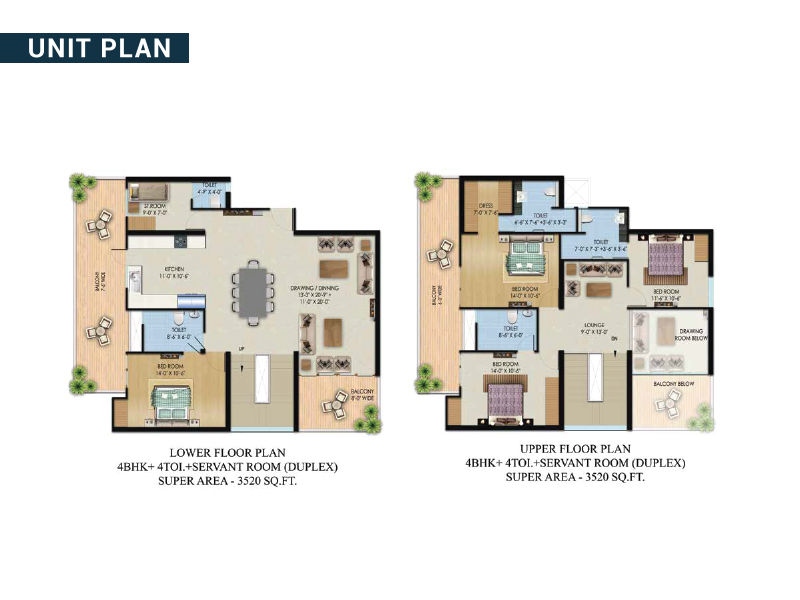 UNIT PLAN
TOILET
4'-9" X 4'-0"
ST.ROOM
9'-0" X 7'-0"
BALCONY
7'-0" WIDE
KITCHEN
11'-0" X 10'-6"
DRAWING / DINNING
13'-3" X 20'-9" +
11'-0" X 20'-0"
TOILET
8'-6" X 6'-0"
UP
BED ROOM
14'-0" X 10'-6"
BALCONY
8'-0" WIDE
LOWER FLOOR PLAN
4BHK+ 4TOI.+SERVANT ROOM (DUPLEX)
SUPER AREA - 3520 SQ.FT.
DRESS
7'-0" X 7'-6"
TOILET
6'-6" X 7'-6" +3'-6" X 3'-3"
TOILET
7'-0" X 7'-3" +3'-6" X 3'-6"
BALCONY
6'-0" WIDE
BED ROOM
14'-0" X 10'-6"
BED ROOM
11'-6" X 10'-6"
TOILET
8'-6" X 6'-0"
LOUNGE
9'-0" X 13'-0"
DN
DRAWING
ROOM BELOW
BED ROOM
14'-0" X 10'-6"
BALCONY BELOW
UPPER FLOOR PLAN
4BHK+ 4TOI.+SERVANT ROOM (DUPLEX)
SUPER AREA - 3520 SQ.FT.